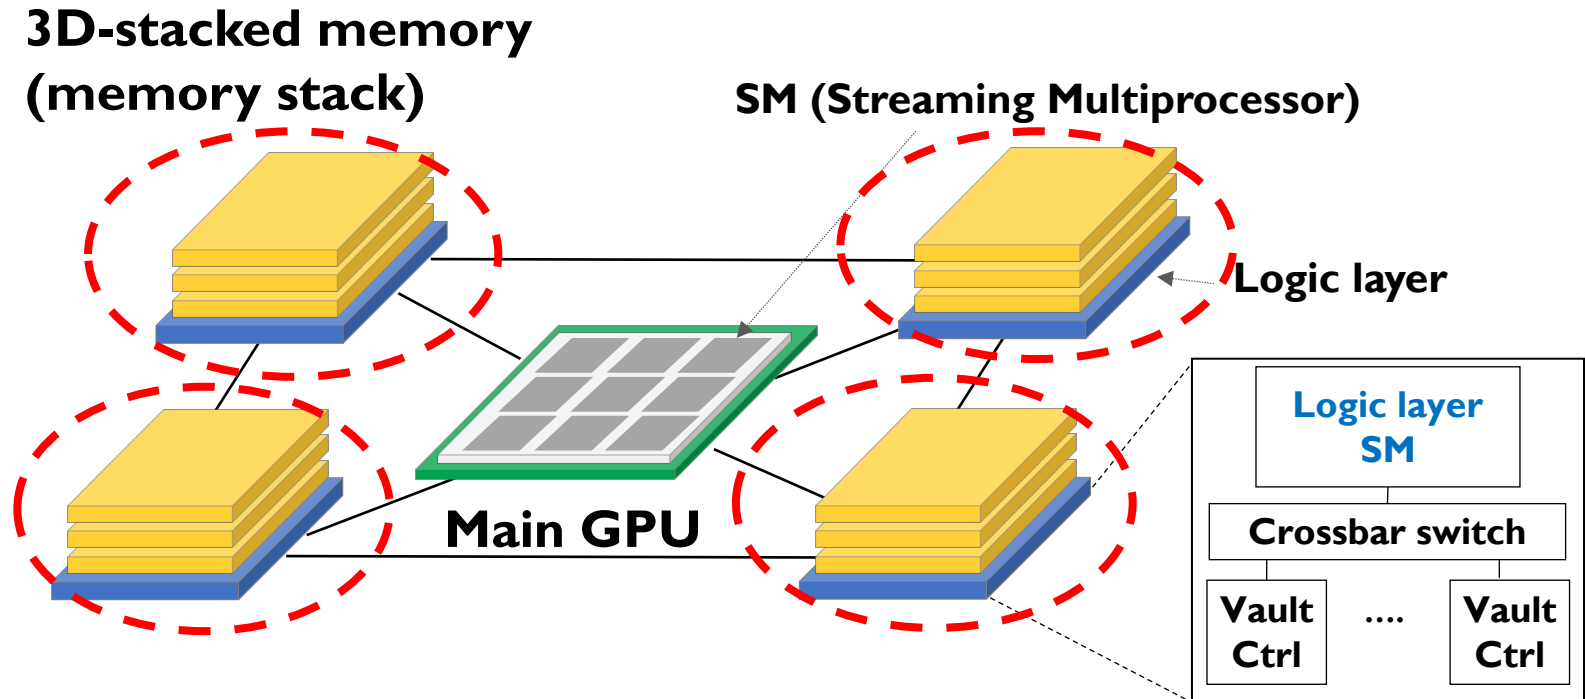 3D-stacked memory
(memory stack)
SM (Streaming Multiprocessor)
Logic layer
Main GPU
Logic layer
SM
Crossbar switch
Vault
Ctrl
....
Vault
Ctrl